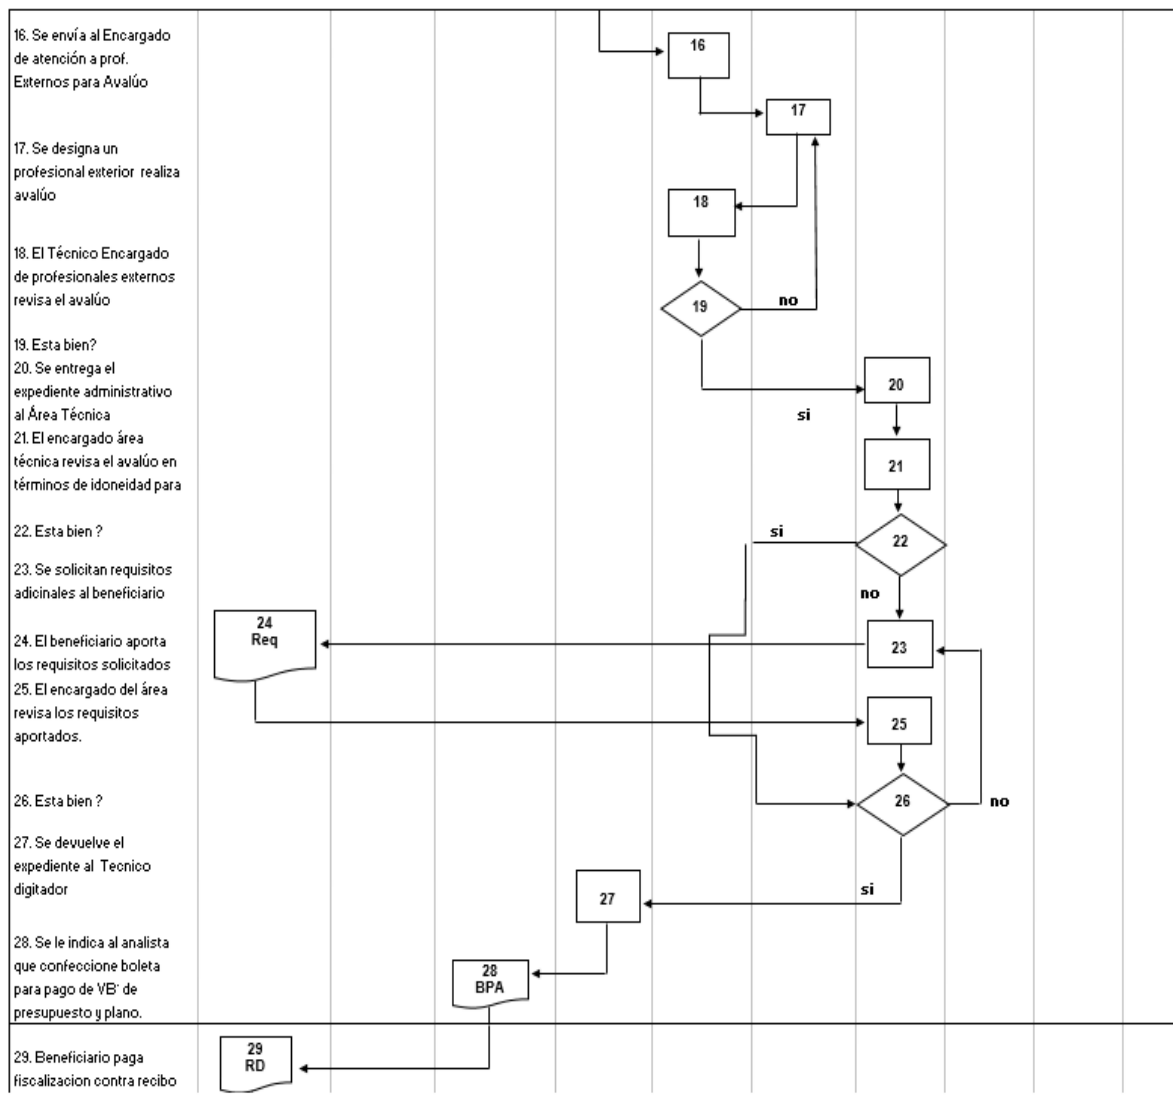 16. Se envía al Encargado
de atención a prof.
Externos para Avalúo
17. Se designa un
profesional exterior realiza
avalúo
18. El Técnico Encargado
de profesionales externos
revisa el avalúo
19. Esta bien?
20. Se entrega el
expediente administrativo
al Área Técnica
21. El encargado área
técnica revisa el avalúo en
términos de idoneidad para
22. Esta bien ?
23. Se solicitan requisitos
adicinales al beneficiario
24. El beneficiario aporta
los requisitos solicitados
25. El encargado del área
revisa los requisitos
aportados.
26. Esta bien ?
27. Se devuelve el
expediente al Tecnico
digitador
28. Se le indica al analista
que confeccione boleta
para pago de VB° de
presupuesto y plano.
29. Beneficiario paga
fiscalizacion contra recibo
16
17
18
19
no
20
si
21
si
22
no
24
Req
23
25
26
no
si
27
28
BPA
29
RD